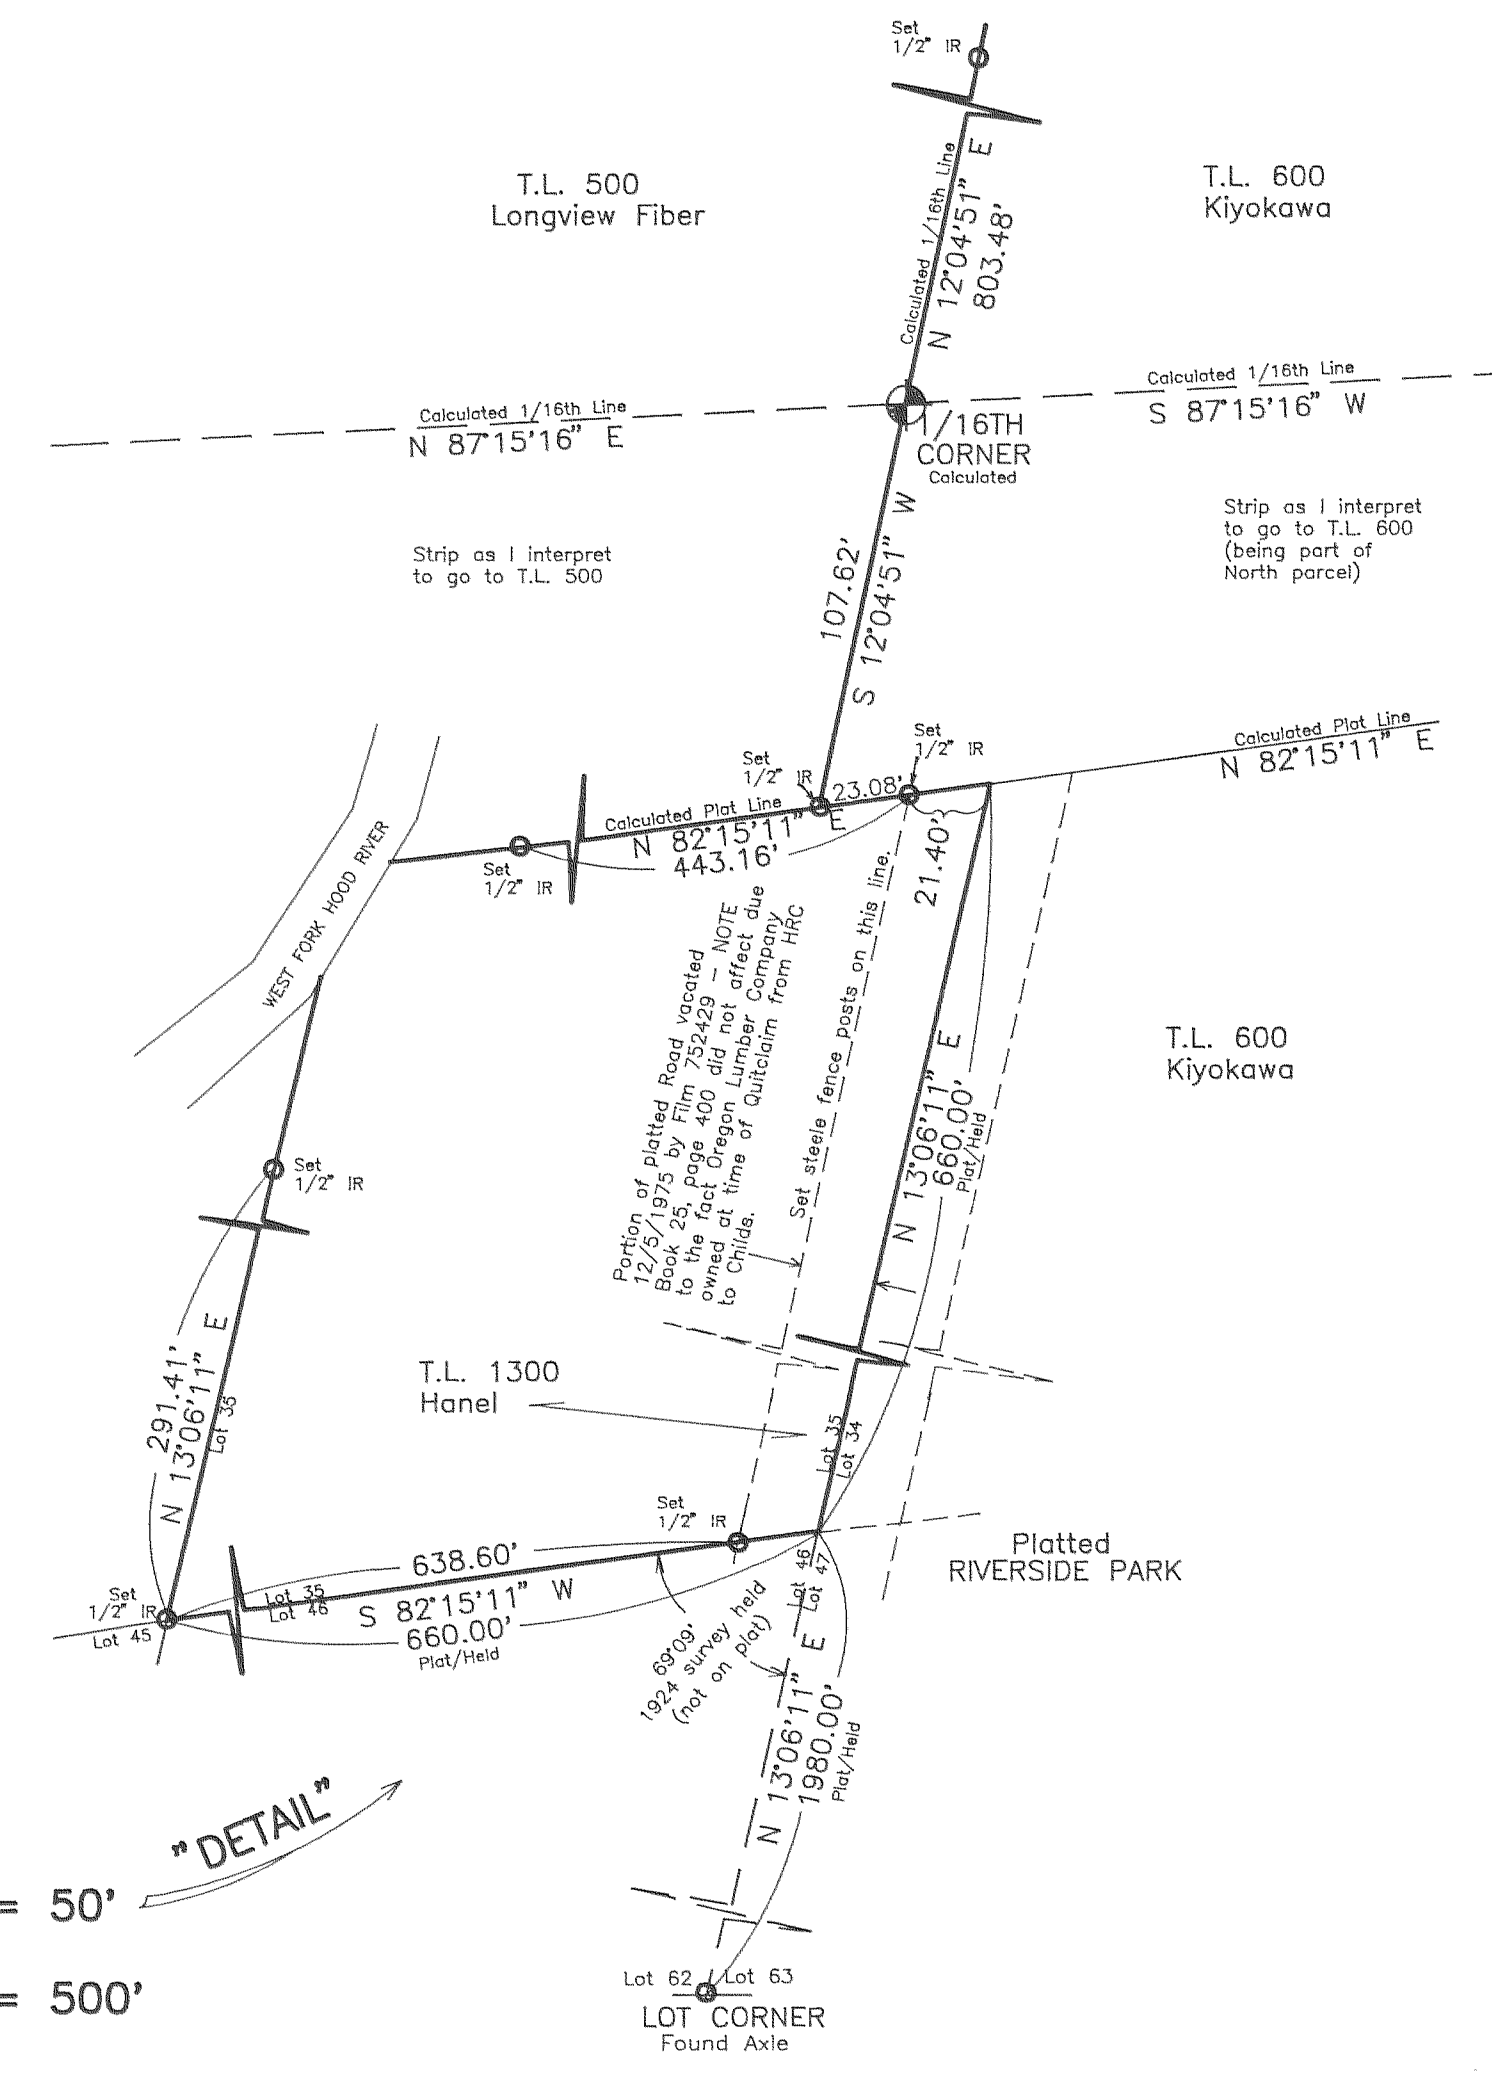 Set
1/2" IR
Calculated 1/16th Line
N 12°04'51" E
803.48'
T.L. 500
Longview Fiber
T.L. 600
Kiyokawa
Calculated 1/16th Line
N 87°15'16" E
Calculated 1/16th Line
S 87°15'16" W
1/16TH
CORNER
Calculated
Strip as I interpret
to go to T.L. 500
Strip as I interpret
to go to T.L. 600
(being part of
North parcel)
107.62'
S 12°04'51" W
Set
1/2" IR
Set
1/2" IR
23.08'
Calculated Plat Line
N 82°15'11" E
Calculated Plat Line
N 82°15'11" E
443.16'
Set
1/2" IR
21.40'
WEST FORK HOOD RIVER
Portion of platted Road vacated
12/5/1975 by Film 752429 – NOTE
Book 25, page 400 did not affect due
to the fact Oregon Lumber Company
owned at time of Quitclaim from HRC
to Childs.
Set steele fence posts on this line.
N 13°06'11" E
660.00'
Plat/Held
T.L. 600
Kiyokawa
Set
1/2" IR
291.41'
N 13°06'11" E
Lot 35
T.L. 1300
Hanel
Lot 35
Lot 34
Set
1/2" IR
638.60'
Lot 35
Lot 46
S 82°15'11" W
660.00'
Plat/Held
Set
1/2" IR
Lot 45
Lot 46
Lot 47
Platted
RIVERSIDE PARK
69°09'
1924 survey held
(not on plat)
N 13°06'11" E
1980.00'
Plat/Held
"DETAIL"
= 50'
= 500'
Lot 62
Lot 63
LOT CORNER
Found Axle